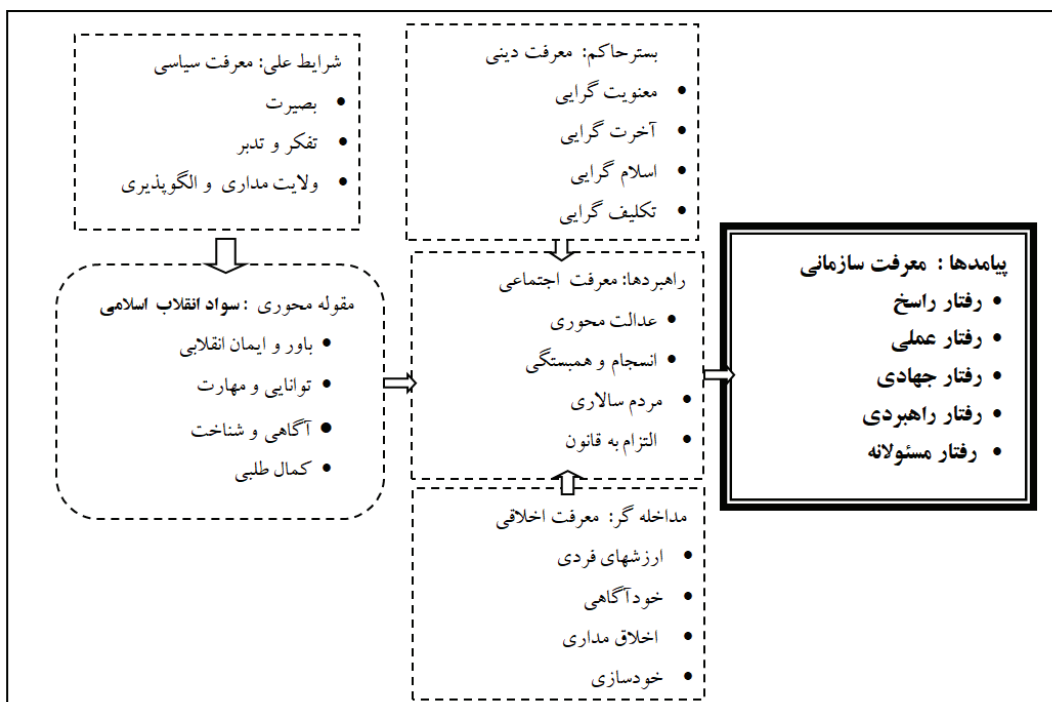 شرایط علی: معرفت سیاسی
• بصیرت
• تفکر و تدبر
• ولایت مداری و الگوپذیری
بسترحاکم: معرفت دینی
• معنویت گرایی
• آخرت گرایی
• اسلام گرایی
• تکلیف گرایی
مقوله محوری : سواد انقلاب اسلامی
• باور و ایمان انقلابی
• توانایی و مهارت
• آگاهی و شناخت
• کمال طلبی
راهبردها: معرفت اجتماعی
• عدالت محوری
• انسجام و همبستگی
• مردم سالاری
• التزام به قانون
مداخله گر: معرفت اخلاقی
• ارزشهای فردی
• خودآگاهی
• اخلاق مداری
• خودسازی
پیامدها : معرفت سازمانی
• رفتار راسخ
• رفتار عملی
• رفتار جهادی
• رفتار راهبردی
• رفتار مسئولانه